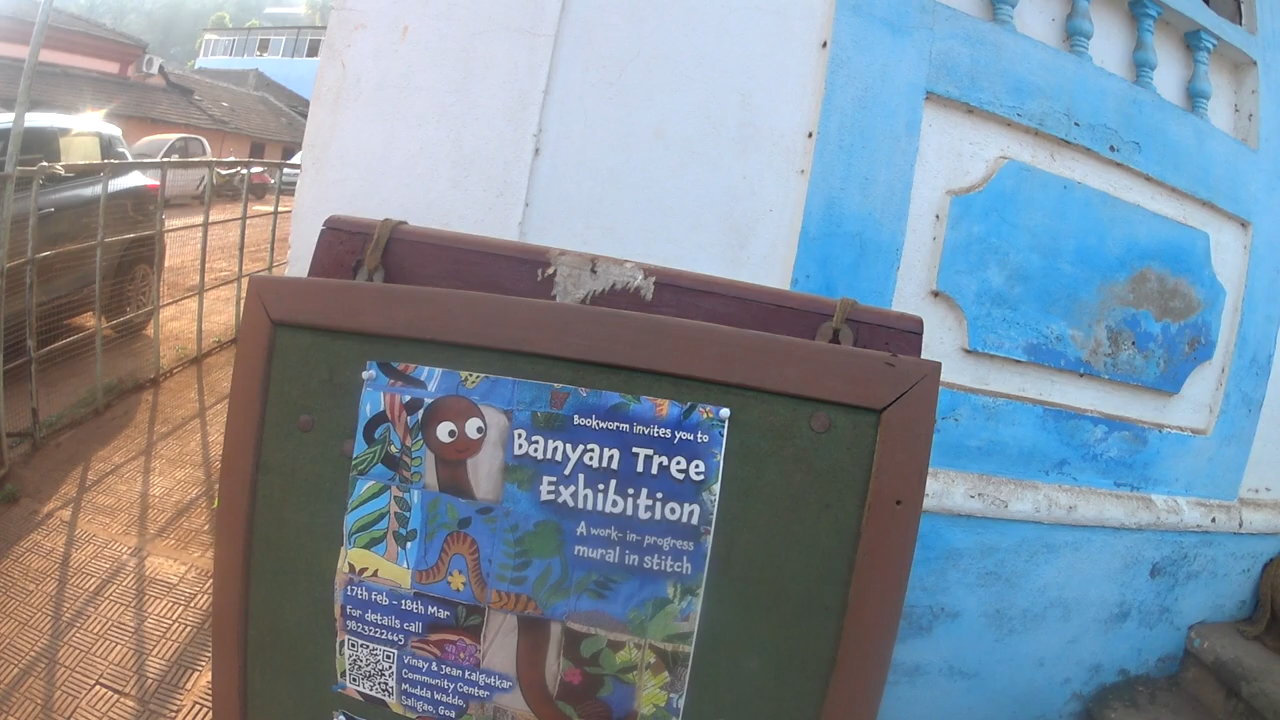 Bookworm invites you to
Banyan Tree
Exhibition
A work- in- progress
mural in stitch
17th Feb - 18th Mar
For details call
9823222665
Vinay & Jean Kalgutkar
Community Center
Mudda Waddo,
Saligao, Goa